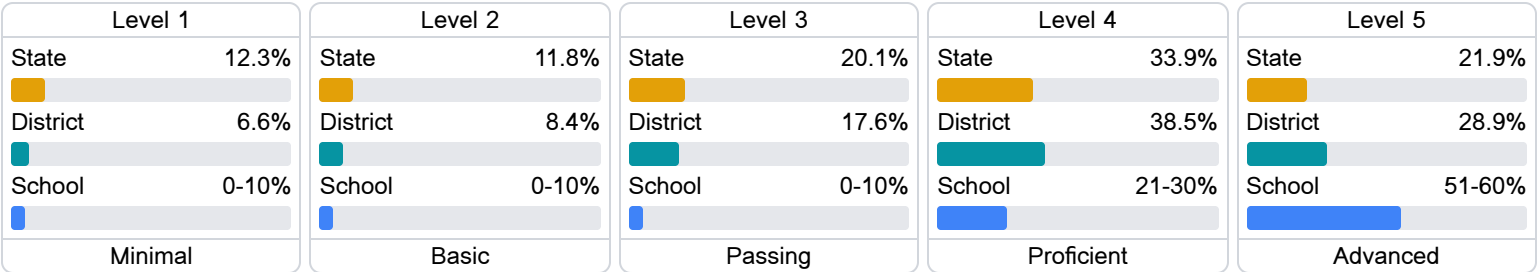 Level 1
State 12.3%
District 6.6%
School 0-10%
Minimal
Level 2
State 11.8%
District 8.4%
School 0-10%
Basic
Level 3
State 20.1%
District 17.6%
School 0-10%
Passing
Level 4
State 33.9%
District 38.5%
School 21-30%
Proficient
Level 5
State 21.9%
District 28.9%
School 51-60%
Advanced